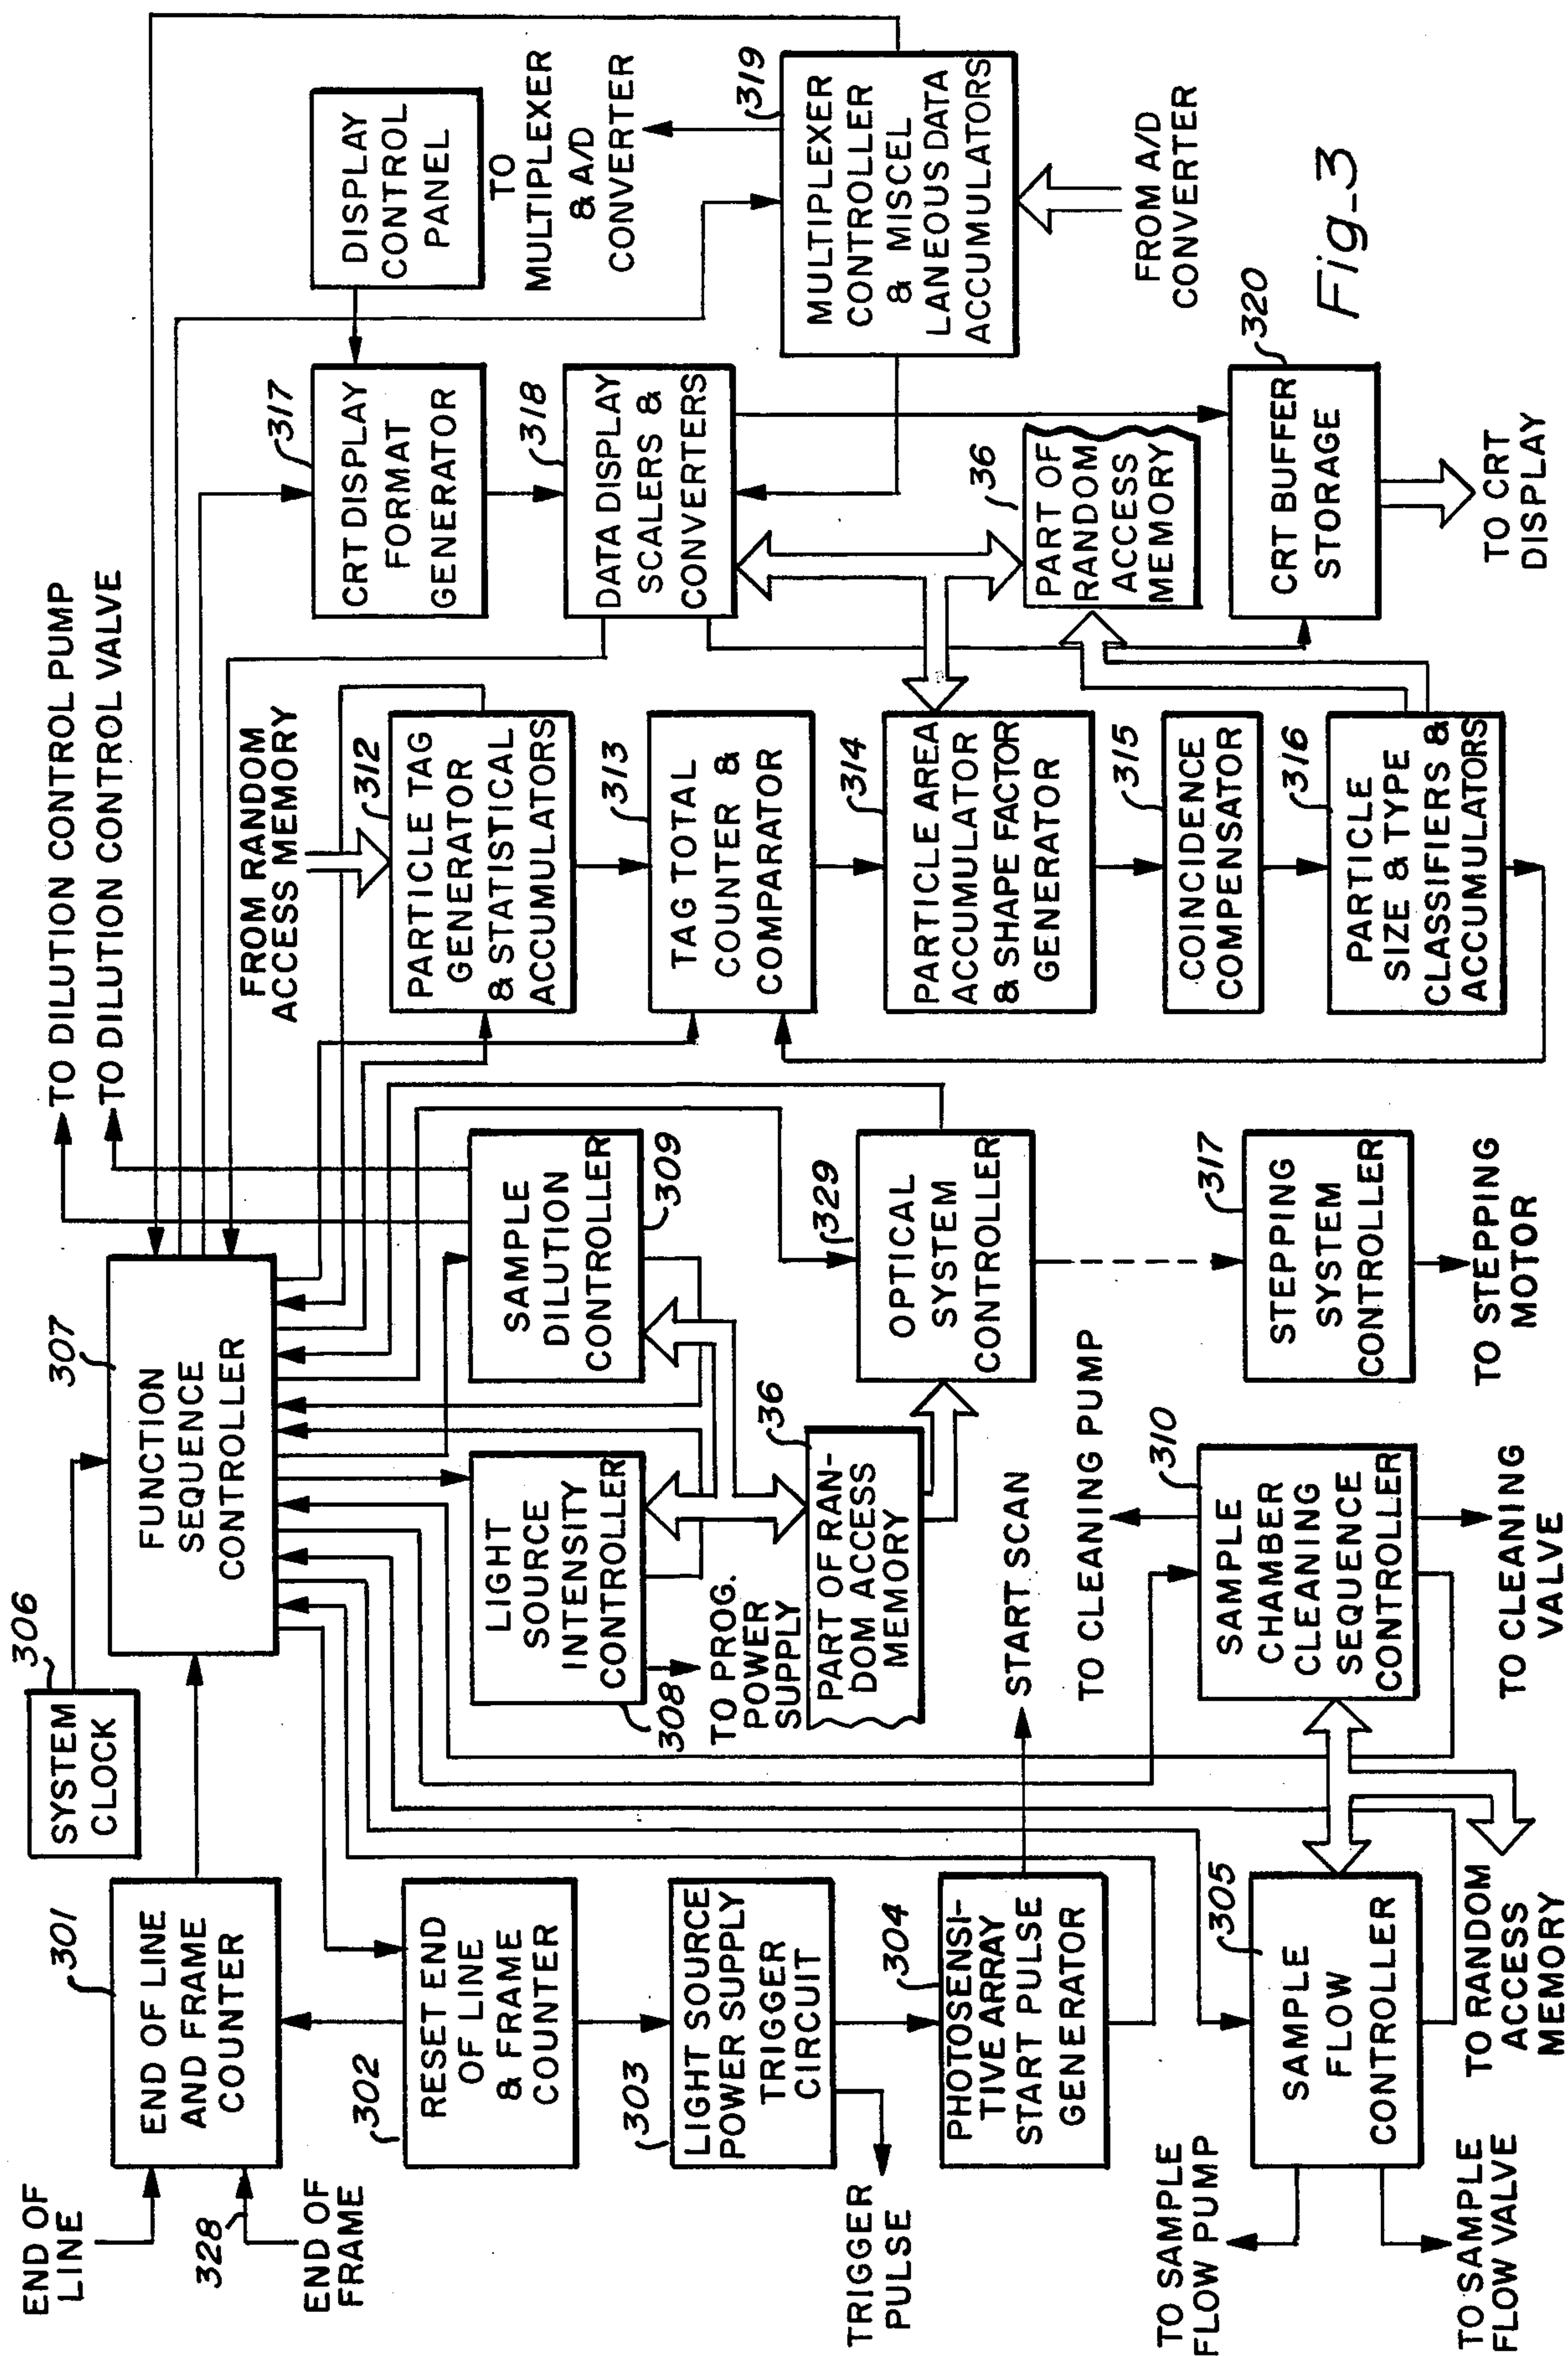 END OF
LINE
328
END OF
FRAME
301
END OF LINE
AND FRAME
COUNTER
302
RESET END
OF LINE
& FRAME
COUNTER
303
LIGHT SOURCE
POWER SUPPLY
TRIGGER
CIRCUIT
TRIGGER
PULSE
304
PHOTOSENSI-
TIVE ARRAY
START PULSE
GENERATOR
START SCAN
305
SAMPLE
FLOW
CONTROLLER
TO SAMPLE
FLOW PUMP
TO SAMPLE
FLOW VALVE
TO RANDOM
ACCESS
MEMORY
306
SYSTEM
CLOCK
307
FUNCTION
SEQUENCE
CONTROLLER
LIGHT
SOURCE
INTENSITY
CONTROLLER
308
TO PROG.
POWER
SUPPLY
36
PART OF RAN-
DOM ACCESS
MEMORY
TO CLEANING PUMP
310
SAMPLE
CHAMBER
CLEANING
SEQUENCE
CONTROLLER
TO CLEANING
VALVE
TO DILUTION CONTROL PUMP
TO DILUTION CONTROL VALVE
SAMPLE
DILUTION
CONTROLLER
309
329
OPTICAL
SYSTEM
CONTROLLER
317
STEPPING
SYSTEM
CONTROLLER
TO STEPPING
MOTOR
FROM RANDOM
ACCESS MEMORY
312
PARTICLE TAG
GENERATOR
& STATISTICAL
ACCUMULATORS
313
TAG TOTAL
COUNTER &
COMPARATOR
314
PARTICLE AREA
ACCUMULATOR
& SHAPE FACTOR
GENERATOR
315
COINCIDENCE
COMPENSATOR
316
PARTICLE
SIZE & TYPE
CLASSIFIERS &
ACCUMULATORS
317
CRT DISPLAY
FORMAT
GENERATOR
318
DATA DISPLAY
SCALERS &
CONVERTERS
36
PART OF
RANDOM
ACCESS
MEMORY
320
CRT BUFFER
STORAGE
TO CRT
DISPLAY
DISPLAY
CONTROL
PANEL
TO
MULTIPLEXER
& A/D
CONVERTER
319
MULTIPLEXER
CONTROLLER
& MISCEL
LANEOUS DATA
ACCUMULATORS
FROM A/D
CONVERTER
Fig_3